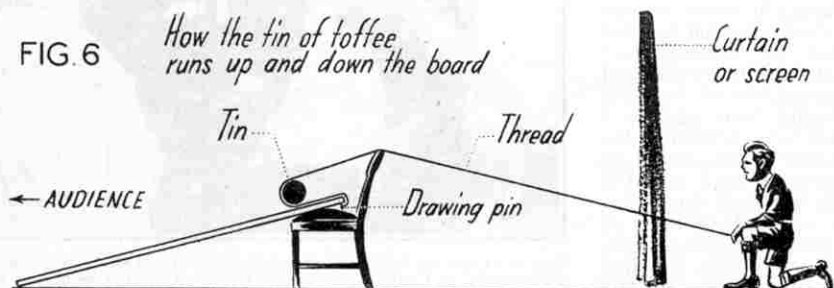 FIG. 6
How the tin of toffee
runs up and down the board
Curtain
or screen
Tin
Thread
← AUDIENCE
Drawing pin